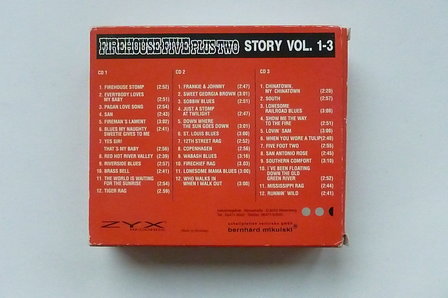 FIREHOUSE FIVE PLUS TWO STORY VOL. 1-3
CD 1
1. FIREHOUSE STOMP (2:52)
2. EVERYBODY LOVES
MY BABY (2:51)
3. PAGAN LOVE SONG (2:54)
4. SAN (2:43)
5. FIREMAN'S LAMENT (3:02)
6. BLUES MY NAUGHTY (2:41)
SWEETIE GIVES TO ME
7. YES SIR!
THAT'S MY BABY (2:56)
8. RED HOT RIVER VALLEY (2:39)
9. RIVERSIDE BLUES (2:57)
10. BRASS BELL (2:41)
11. THE WORLD IS WAITING
FOR THE SUNRISE (2:54)
12. TIGER RAG (2:59)
CD 2
1. FRANKIE & JOHNNY (2:47)
2. SWEET GEORGIA BROWN (3:01)
3. SOBBIN' BLUES (2:51)
4. JUST A STOMP
AT TWILIGHT (2:47)
5. DOWN WHERE
THE SUN GOES DOWN (3:01)
6. ST. LOUIS BLUES (3:00)
7. 12TH STREET RAG (2:52)
8. COPENHAGEN (2:56)
9. WABASH BLUES (3:16)
10. FIRECHIEF RAG (3:03)
11. LONESOME MAMA BLUES (3:00)
12. WHO WALKS IN
WHEN I WALK OUT (3:00)
CD 3
1. CHINATOWN,
MY CHINATOWN (2:29)
2. SOUTH (2:57)
3. LONESOME
RAILROAD BLUES (3:08)
4. SHOW ME THE WAY
TO THE FIRE (2:51)
5. LOVIN' SAM (3:00)
6. WHEN YOU WORE A TULIP (2:40)
7. FIVE FOOT TWO (2:55)
8. SAN ANTONIO ROSE (2:45)
9. SOUTHERN COMFORT (3:19)
10. I'VE BEEN FLOATING
DOWN THE OLD
GREEN RIVER (2:52)
11. MISSISSIPPI RAG (2:44)
12. RUNNIN' WILD (2:41)
ZYX
RECORDS
Made in Germany
bernhard mikulski®